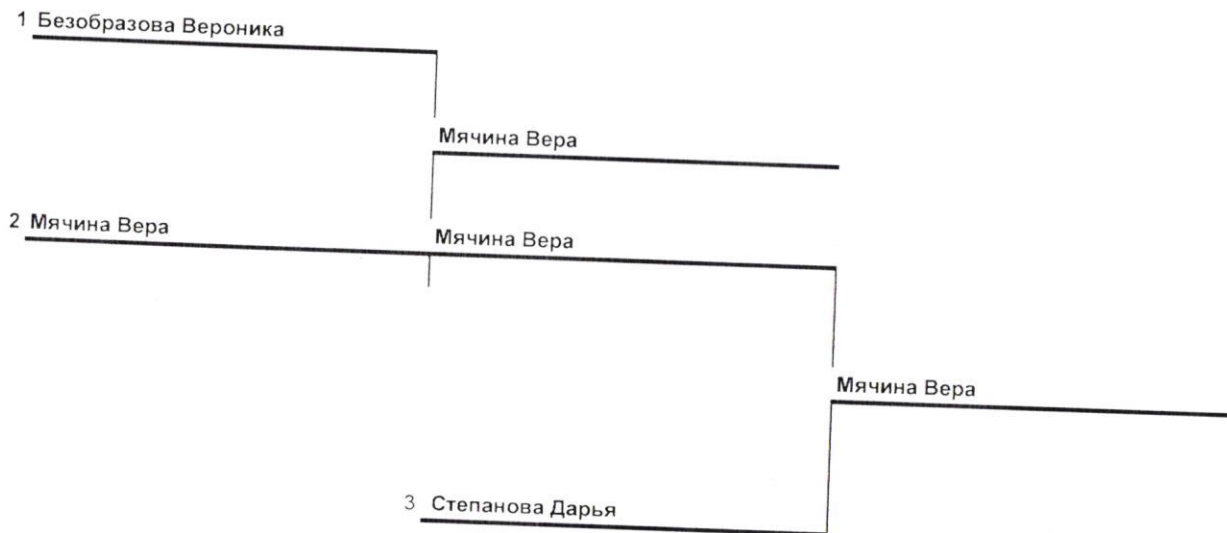 1 Безобразова Вероника
Мячина Вера
2 Мячина Вера
Мячина Вера
Мячина Вера
3 Степанова Дарья